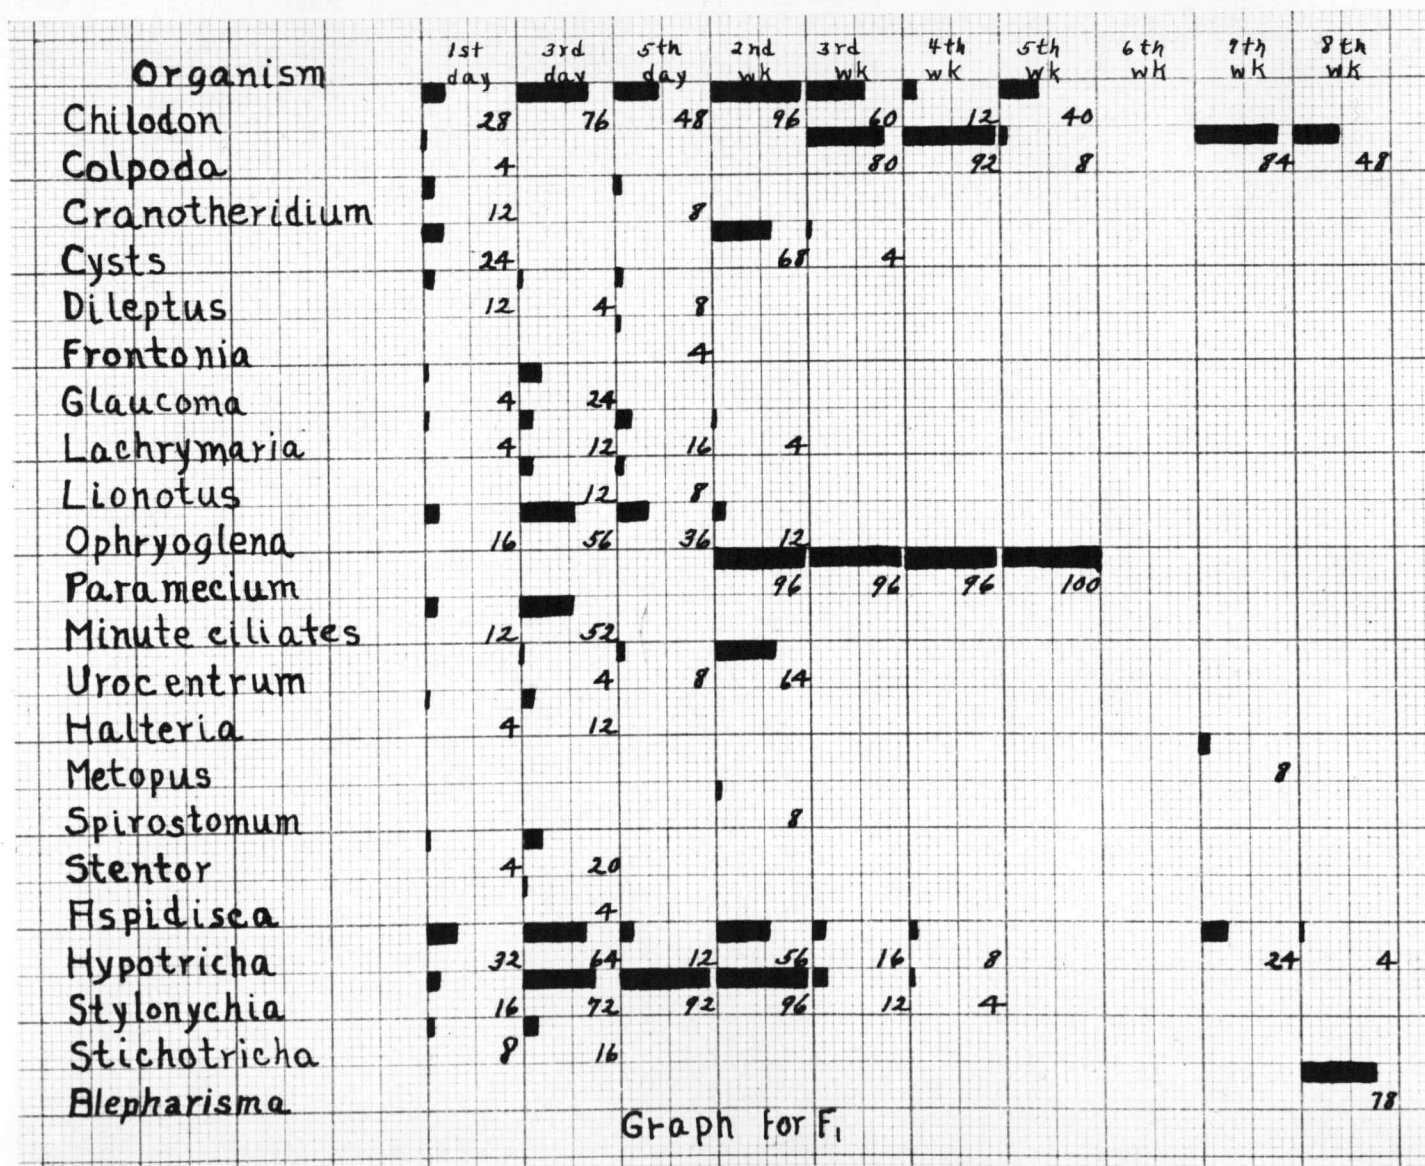 Organism 1st day 3rd day 5th day 2nd wk 3rd wk 4th wk 5th wk 6th wk 7th wk 8th wk
Chilodon 28 76 48 96 60 12 40
Colpoda 4 80 92 8 84 48
Cranotheridium 12 8
Cysts 24 68 4
Dileptus 12 4 8
Frontonia 4
Glaucoma 4 24
Lachrymaria 4 12 16 4
Lionotus 12 8
Ophryoglena 16 56 36 12
Paramecium 96 96 96 100
Minute ciliates 12 52
Urocentrum 4 8 64
Halteria 4 12
Metopus 8
Spirostomum 8
Stentor 4 20
Aspidisca 4
Hypotricha 32 64 12 56 16 8 24 4
Stylonychia 16 72 92 96 12 4
Stichotricha 8 16
Blepharisma 78
Graph for F1